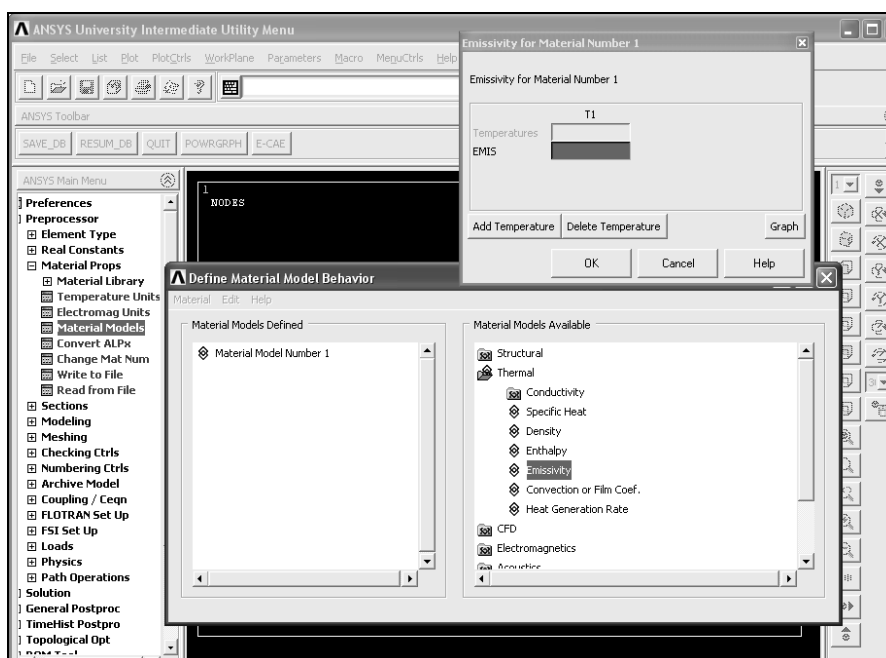 ANSYS University Intermediate Utility Menu
File Select List Plot PlotCtrls WorkPlane Parameters Macro MenuCtrls Help
ANSYS Toolbar
SAVE_DB RESUM_DB QUIT POWRGRPH E-CAE
ANSYS Main Menu
Preferences
Preprocessor
Element Type
Real Constants
Material Props
Material Library
Temperature Units
Electromag Units
Material Models
Convert ALPx
Change Mat Num
Write to File
Read from File
Sections
Modeling
Meshing
Checking Ctrls
Numbering Ctrls
Archive Model
Coupling / Ceqn
FLOTRAN Set Up
FSI Set Up
Loads
Physics
Path Operations
Solution
General Postproc
TimeHist Postpro
Topological Opt
ROM Tool
1
NODES
Emissivity for Material Number 1
Emissivity for Material Number 1
T1
Temperatures
EMIS
Add Temperature Delete Temperature Graph
OK Cancel Help
Define Material Model Behavior
Material Edit Help
Material Models Defined
Material Model Number 1
Material Models Available
Structural
Thermal
Conductivity
Specific Heat
Density
Enthalpy
Emissivity
Convection or Film Coef.
Heat Generation Rate
CFD
Electromagnetics
Acoustics
1